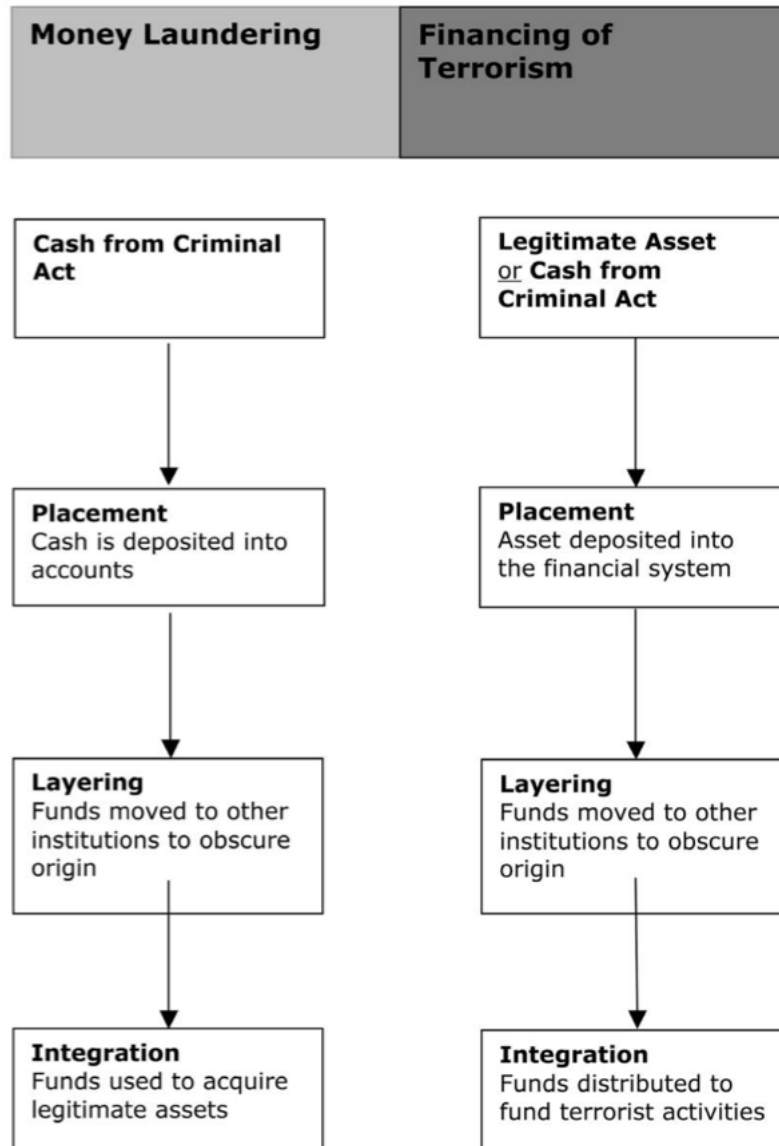 Money Laundering
Financing of
Terrorism
Cash from Criminal
Act
Legitimate Asset
or Cash from
Criminal Act
Placement
Cash is deposited into
accounts
Placement
Asset deposited into
the financial system
Layering
Funds moved to other
institutions to obscure
origin
Layering
Funds moved to other
institutions to obscure
origin
Integration
Funds used to acquire
legitimate assets
Integration
Funds distributed to
fund terrorist activities